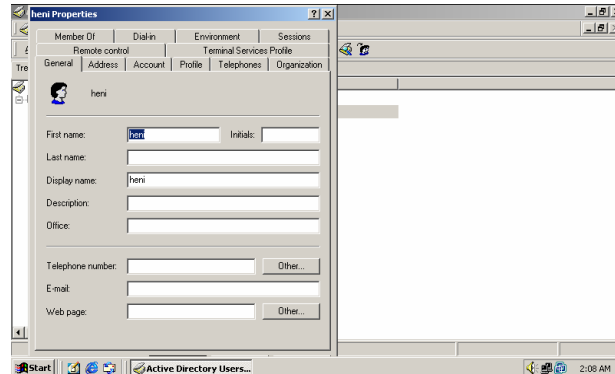 heni Properties
Member Of Dial-in Environment Sessions
Remote control Terminal Services Profile
General Address Account Profile Telephones Organization
Tre
heni
First name: heni Initials:
Last name:
Display name: heni
Description:
Office:
Telephone number: Other...
E-mail:
Web page: Other...
Start Active Directory Users... 2:08 AM